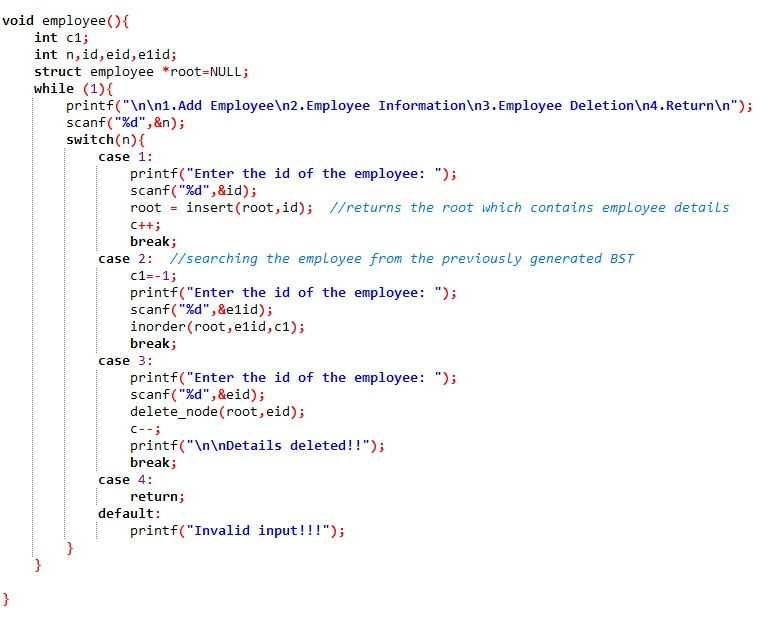 void employee(){
    int c1;
    int n,id,eid,e1id;
    struct employee *root=NULL;
    while (1){
        printf("\n\n1.Add Employee\n2.Employee Information\n3.Employee Deletion\n4.Return\n");
        scanf("%d",&n);
        switch(n){
            case 1:
                printf("Enter the id of the employee: ");
                scanf("%d",&id);
                root = insert(root,id);  //returns the root which contains employee details
                c++;
                break;
            case 2:  //searching the employee from the previously generated BST
                c1=-1;
                printf("Enter the id of the employee: ");
                scanf("%d",&e1id);
                inorder(root,e1id,c1);
                break;
            case 3:
                printf("Enter the id of the employee: ");
                scanf("%d",&eid);
                delete_node(root,eid);
                c--;
                printf("\n\nDetails deleted!!");
                break;
            case 4:
                return;
            default:
                printf("Invalid input!!!");
        }
    }
}